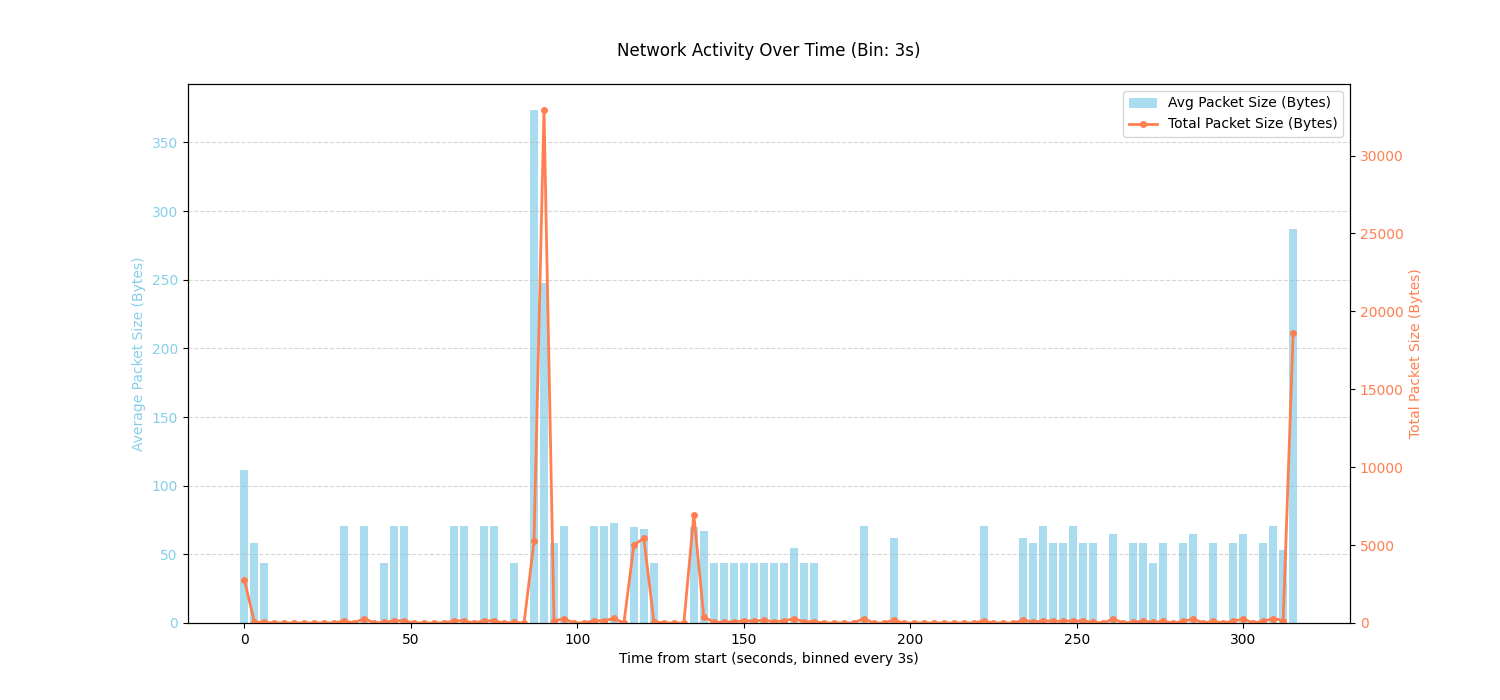 Network Activity Over Time (Bin: 3s)
Avg Packet Size (Bytes)
Total Packet Size (Bytes)
Average Packet Size (Bytes)
350
300
250
200
150
100
50
0
30000
25000
20000
15000
10000
5000
0
Total Packet Size (Bytes)
0 50 100 150 200 250 300
Time from start (seconds, binned every 3s)